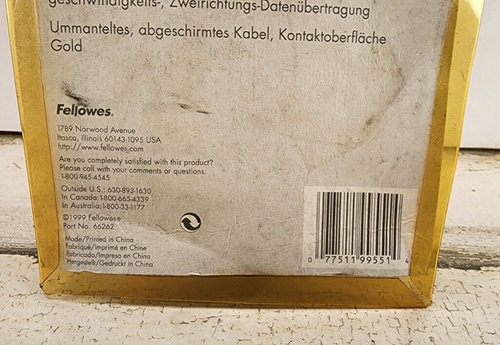 geschwindigkeits-, Zweirichtungs-Datenübertragung
Ummanteltes, abgeschirmtes Kabel, Kontaktoberfläche
Gold
Fellowes.
1789 Norwood Avenue
Itasca, Illinois 60143-1095 USA
http://www.fellowes.com
Are you completely satisfied with this product?
Please call with your comments or questions:
1-800-945-4545
Outside U.S.: 630-893-1630
In Canada: 1-800-665-4339
In Australia: 1-800-33-1177
©1999 Fellowes®
Part No. 66262
Made/Printed in China
Fabriqué/Imprimé en Chine
Fabricado/Impreso en China
Hergestellt/Gedruckt in China
0 77511 99551 4